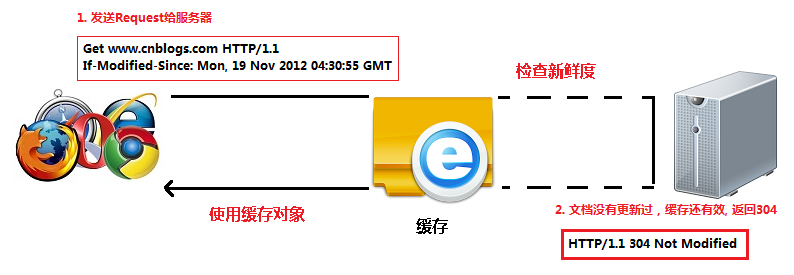 1. 发送Request给服务器
Get www.cnblogs.com HTTP/1.1
If-Modified-Since: Mon, 19 Nov 2012 04:30:55 GMT
检查新鲜度
使用缓存对象
缓存
2. 文档没有更新过，缓存还有效, 返回304
HTTP/1.1 304 Not Modified